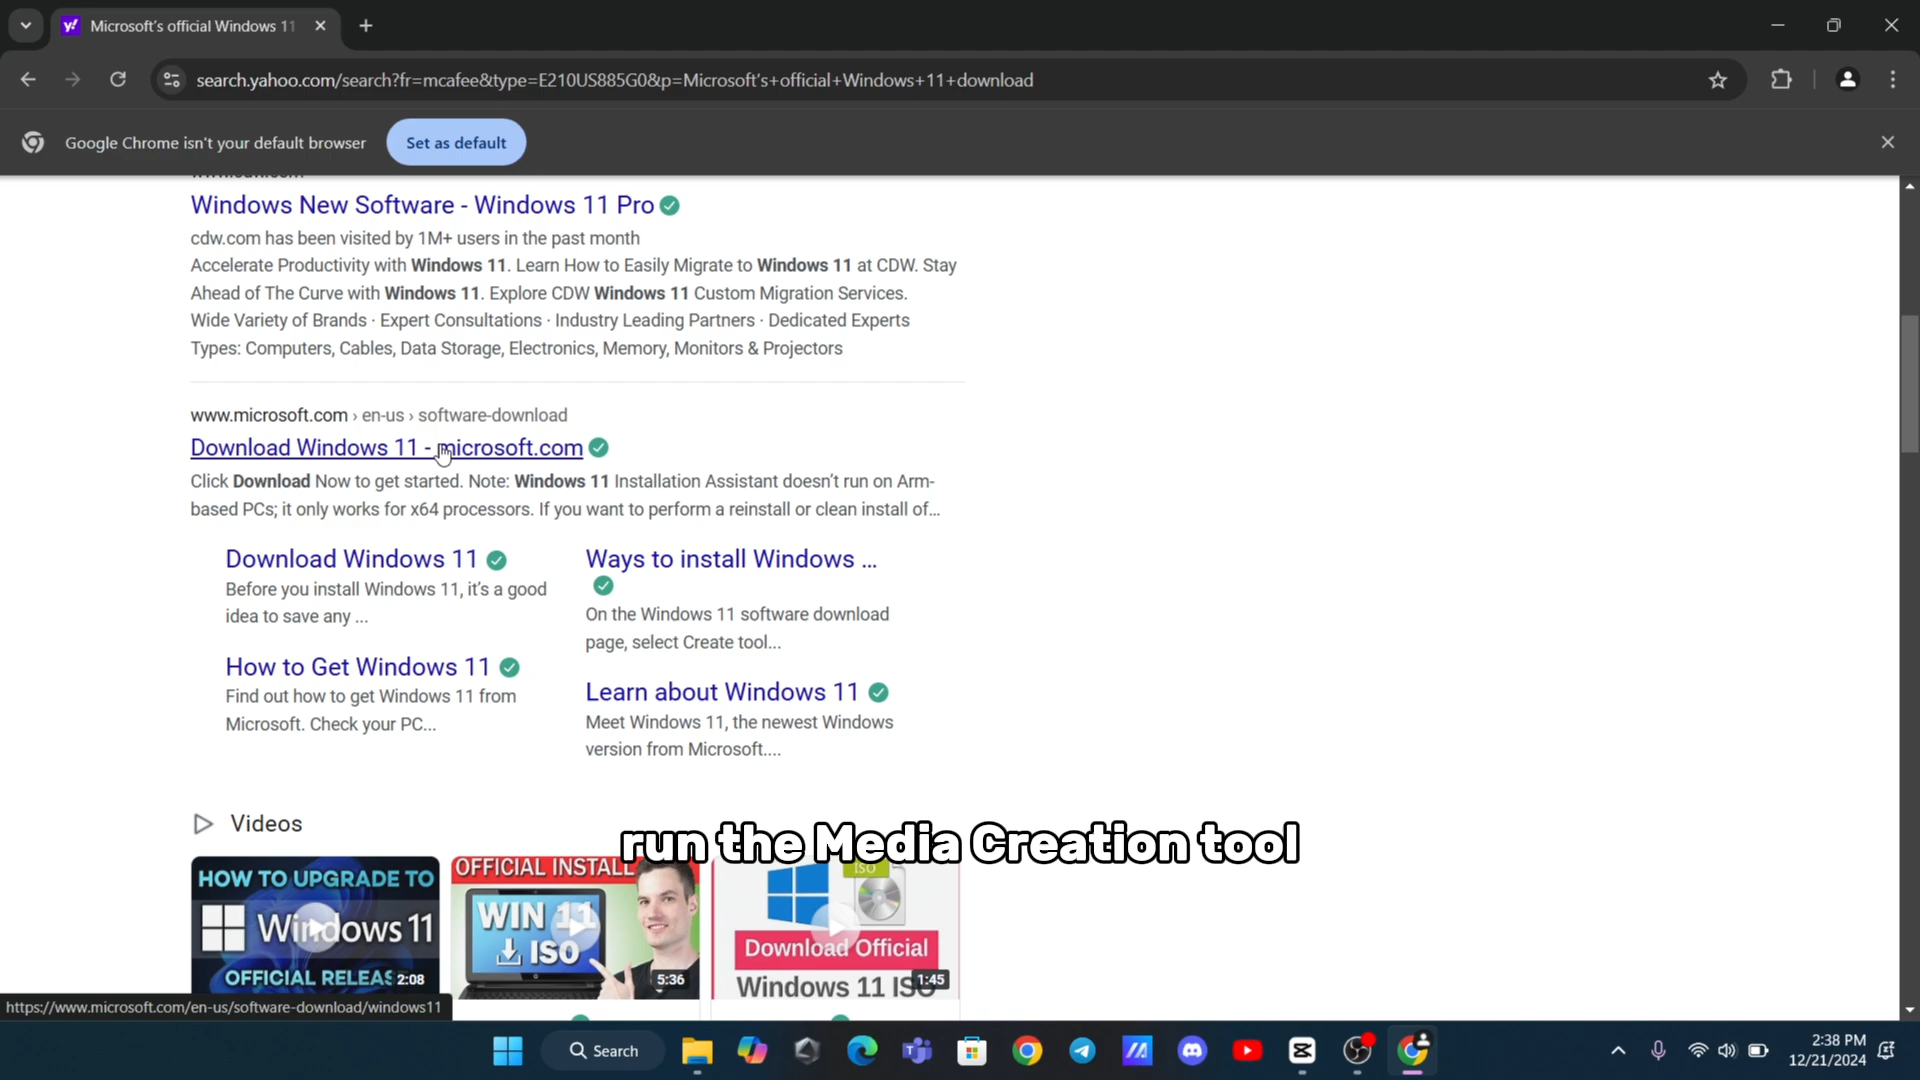 Microsoft's official Windows 11
search.yahoo.com/search?fr=mcafee&type=E210US885G0&p=Microsoft's+official+Windows+11+download
Google Chrome isn't your default browser
Set as default
Windows New Software - Windows 11 Pro
cdw.com has been visited by 1M+ users in the past month
Accelerate Productivity with Windows 11. Learn How to Easily Migrate to Windows 11 at CDW. Stay
Ahead of The Curve with Windows 11. Explore CDW Windows 11 Custom Migration Services.
Wide Variety of Brands · Expert Consultations · Industry Leading Partners · Dedicated Experts
Types: Computers, Cables, Data Storage, Electronics, Memory, Monitors & Projectors
www.microsoft.com › en-us › software-download
Download Windows 11 - microsoft.com
Click Download Now to get started. Note: Windows 11 Installation Assistant doesn't run on Arm-
based PCs; it only works for x64 processors. If you want to perform a reinstall or clean install of...
Download Windows 11
Before you install Windows 11, it's a good
idea to save any ...
Ways to install Windows ...
On the Windows 11 software download
page, select Create tool...
How to Get Windows 11
Find out how to get Windows 11 from
Microsoft. Check your PC...
Learn about Windows 11
Meet Windows 11, the newest Windows
version from Microsoft....
Videos
run the Media Creation tool
HOW TO UPGRADE TO
Windows 11
OFFICIAL RELEAS
2:08
OFFICIAL INSTALL
WIN 11
ISO
5:36
ISO
Download Official
Windows 11 ISO
1:45
https://www.microsoft.com/en-us/software-download/windows11
Search
2:38 PM
12/21/2024